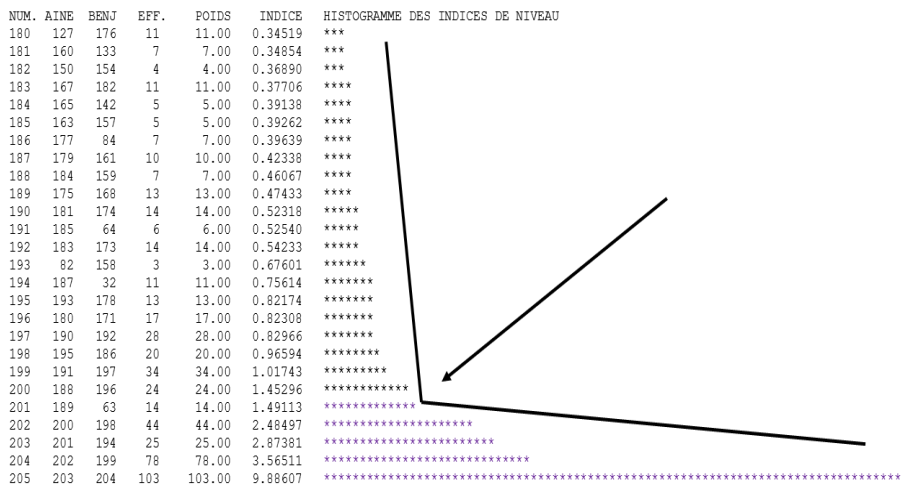 NUM. AINE BENJ EFF. POIDS INDICE HISTOGRAMME DES INDICES DE NIVEAU
180 127 176 11 11.00 0.34519 ***
181 160 133 7 7.00 0.34854 ***
182 150 154 4 4.00 0.36890 ***
183 167 182 11 11.00 0.37706 ****
184 165 142 5 5.00 0.39138 ****
185 163 157 5 5.00 0.39262 ****
186 177 84 7 7.00 0.39639 ****
187 179 161 10 10.00 0.42338 ****
188 184 159 7 7.00 0.46067 ****
189 175 168 13 13.00 0.47433 ****
190 181 174 14 14.00 0.52318 *****
191 185 64 6 6.00 0.52540 *****
192 183 173 14 14.00 0.54233 *****
193 82 158 3 3.00 0.67601 ******
194 187 32 11 11.00 0.75614 *******
195 193 178 13 13.00 0.82174 *******
196 180 171 17 17.00 0.82308 *******
197 190 192 28 28.00 0.82966 *******
198 195 186 20 20.00 0.96594 ********
199 191 197 34 34.00 1.01743 *********
200 188 196 24 24.00 1.45296 ************
201 189 63 14 14.00 1.49113 *************
202 200 198 44 44.00 2.48497 *********************
203 201 194 25 25.00 2.87381 ************************
204 202 199 78 78.00 3.56511 *****************************
205 203 204 103 103.00 9.88607 ********************************************************************************